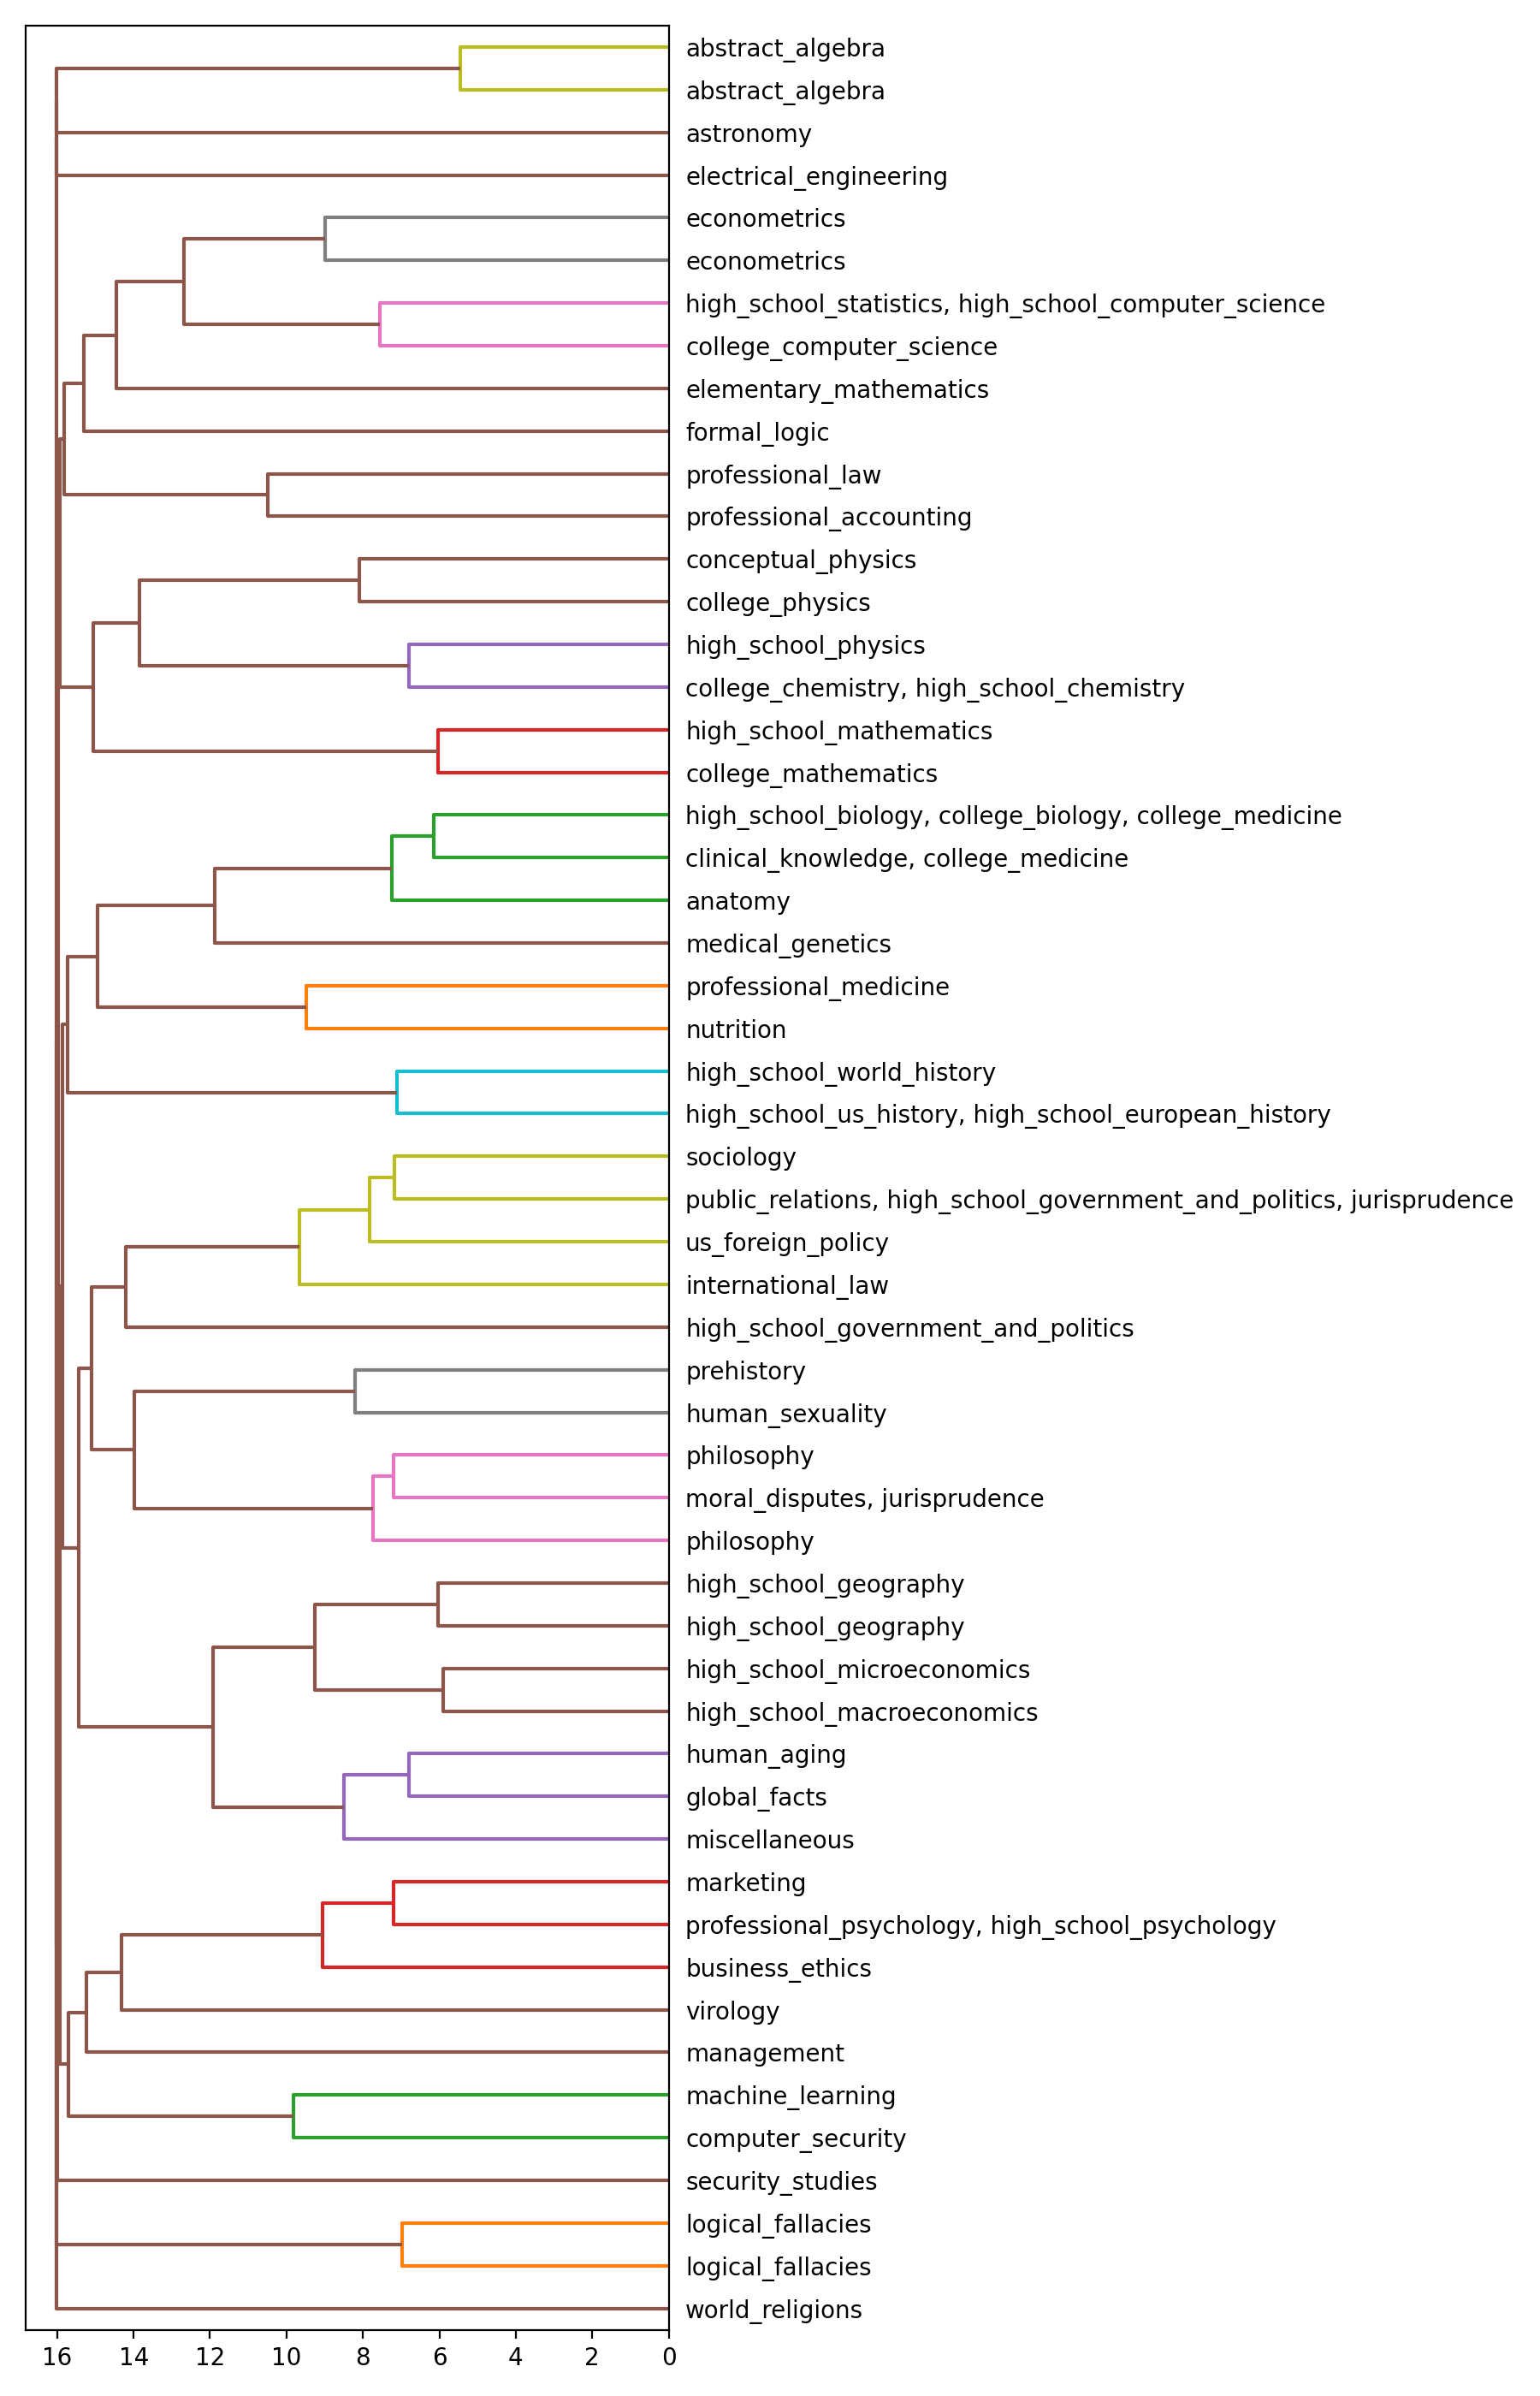 abstract_algebra
abstract_algebra
astronomy
electrical_engineering
econometrics
econometrics
high_school_statistics, high_school_computer_science
college_computer_science
elementary_mathematics
formal_logic
professional_law
professional_accounting
conceptual_physics
college_physics
high_school_physics
college_chemistry, high_school_chemistry
high_school_mathematics
college_mathematics
high_school_biology, college_biology, college_medicine
clinical_knowledge, college_medicine
anatomy
medical_genetics
professional_medicine
nutrition
high_school_world_history
high_school_us_history, high_school_european_history
sociology
public_relations, high_school_government_and_politics, jurisprudence
us_foreign_policy
international_law
high_school_government_and_politics
prehistory
human_sexuality
philosophy
moral_disputes, jurisprudence
philosophy
high_school_geography
high_school_geography
high_school_microeconomics
high_school_macroeconomics
human_aging
global_facts
miscellaneous
marketing
professional_psychology, high_school_psychology
business_ethics
virology
management
machine_learning
computer_security
security_studies
logical_fallacies
logical_fallacies
world_religions
16 14 12 10 8 6 4 2 0